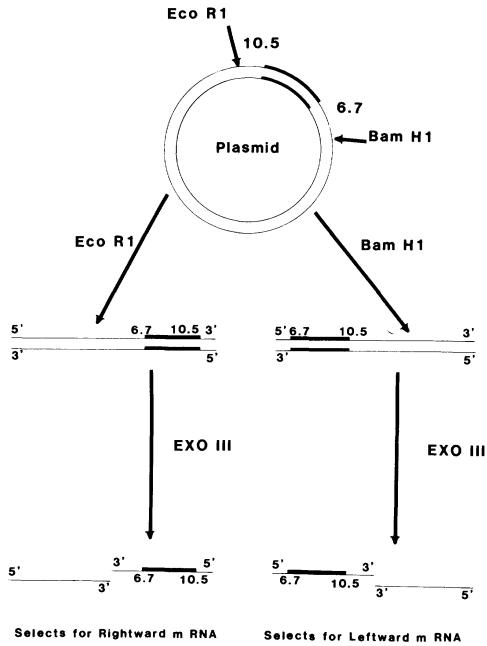 Eco R1
10.5
6.7
Bam H1
Plasmid
Eco R1
Bam H1
5' 6.7 10.5 3'
3' 5'
5' 6.7 10.5 3'
3' 5'
EXO III
EXO III
5' 3' 3' 5'
6.7 10.5
5' 3' 3' 5'
6.7 10.5
Selects for Rightward m RNA
Selects for Leftward m RNA